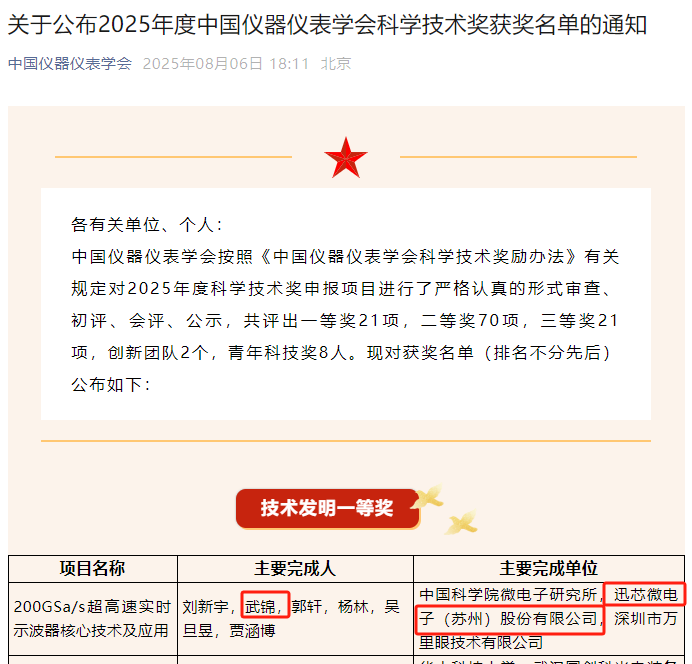 关于公布2025年度中国仪器仪表学会科学技术奖获奖名单的通知
中国仪器仪表学会 2025年08月06日 18:11 北京
各有关单位、个人：
中国仪器仪表学会按照《中国仪器仪表学会科学技术奖励办法》有关
规定对2025年度科学技术奖申报项目进行了严格认真的形式审查、
初评、会评、公示，共评出一等奖21项，二等奖70项，三等奖21
项，创新团队2个，青年科技奖8人。现对获奖名单（排名不分先后）
公布如下：
技术发明一等奖
项目名称 主要完成人 主要完成单位
200GSa/s超高速实时
示波器核心技术及应用
刘新宇，武锦，郭轩，杨林，吴
旦昱，贾涵博
中国科学院微电子研究所，迅芯微电
子（苏州）股份有限公司，深圳市万
里眼技术有限公司